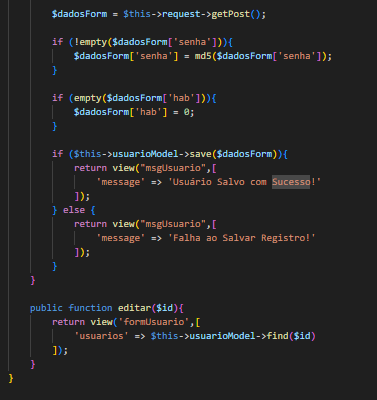 $dadosForm = $this->request->getPost();
if (!empty($dadosForm['senha'])){
$dadosForm['senha'] = md5($dadosForm['senha']);
}
if (empty($dadosForm['hab'])){
$dadosForm['hab'] = 0;
}
if ($this->usuarioModel->save($dadosForm)){
return view("msgUsuario",[
'message' => 'Usuário Salvo com Sucesso!'
]);
} else {
return view("msgUsuario",[
'message' => 'Falha ao Salvar Registro!'
]);
}
}
public function editar($id){
return view('formUsuario',[
'usuarios' => $this->usuarioModel->find($id)
]);
}
}